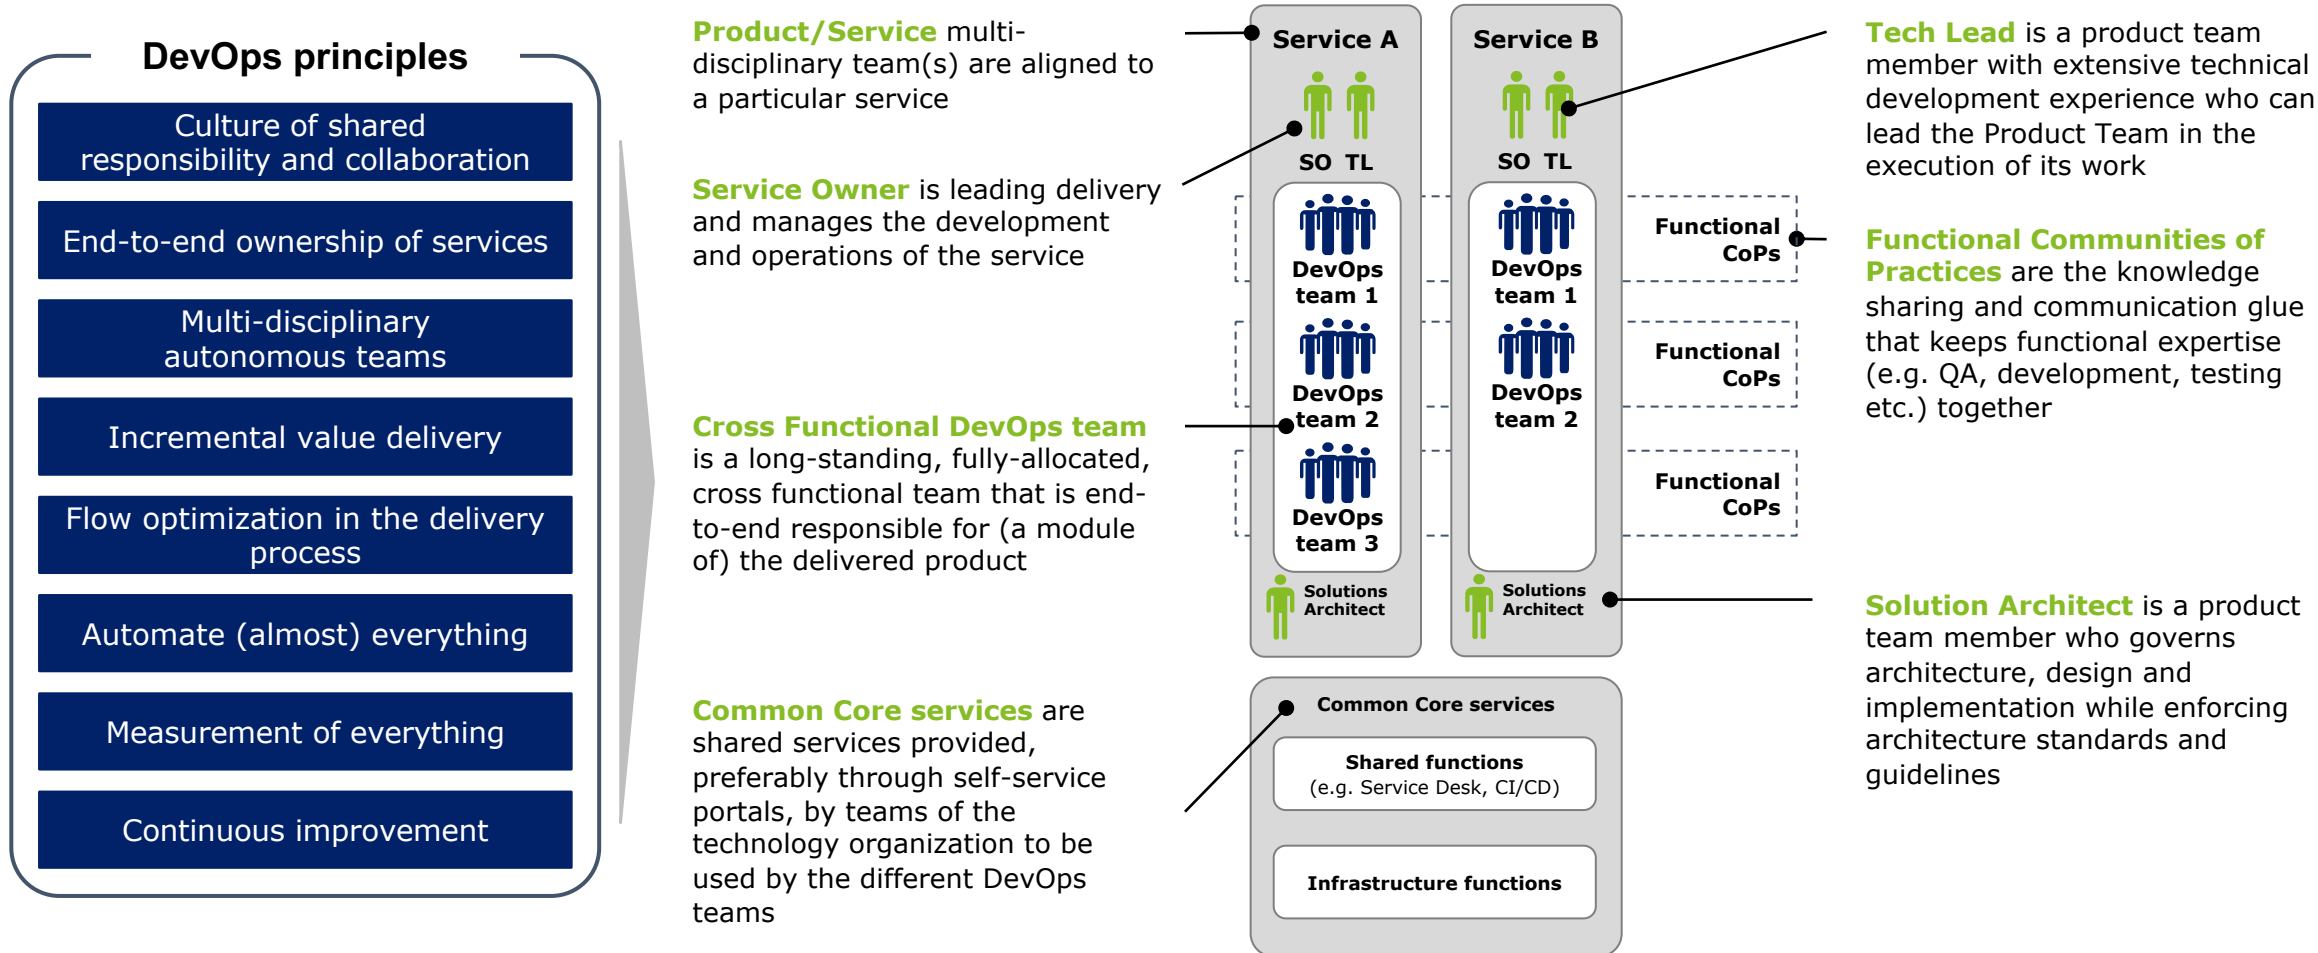 DevOps principles
Culture of shared
responsibility and collaboration
End-to-end ownership of services
Multi-disciplinary
autonomous teams
Incremental value delivery
Flow optimization in the delivery
process
Automate (almost) everything
Measurement of everything
Continuous improvement
Product/Service multi-
disciplinary team(s) are aligned to
a particular service
Service Owner is leading delivery
and manages the development
and operations of the service
Cross Functional DevOps team
is a long-standing, fully-allocated,
cross functional team that is end-
to-end responsible for (a module
of) the delivered product
Common Core services are
shared services provided,
preferably through self-service
portals, by teams of the
technology organization to be
used by the different DevOps
teams
Service A
SO TL
DevOps
team 1
DevOps
team 2
DevOps
team 3
Solutions
Architect
Service B
SO TL
DevOps
team 1
DevOps
team 2
Solutions
Architect
Functional
CoPs
Functional
CoPs
Functional
CoPs
Common Core services
Shared functions
(e.g. Service Desk, CI/CD)
Infrastructure functions
Tech Lead is a product team
member with extensive technical
development experience who can
lead the Product Team in the
execution of its work
Functional Communities of
Practices are the knowledge
sharing and communication glue
that keeps functional expertise
(e.g. QA, development, testing
etc.) together
Solution Architect is a product
team member who governs
architecture, design and
implementation while enforcing
architecture standards and
guidelines